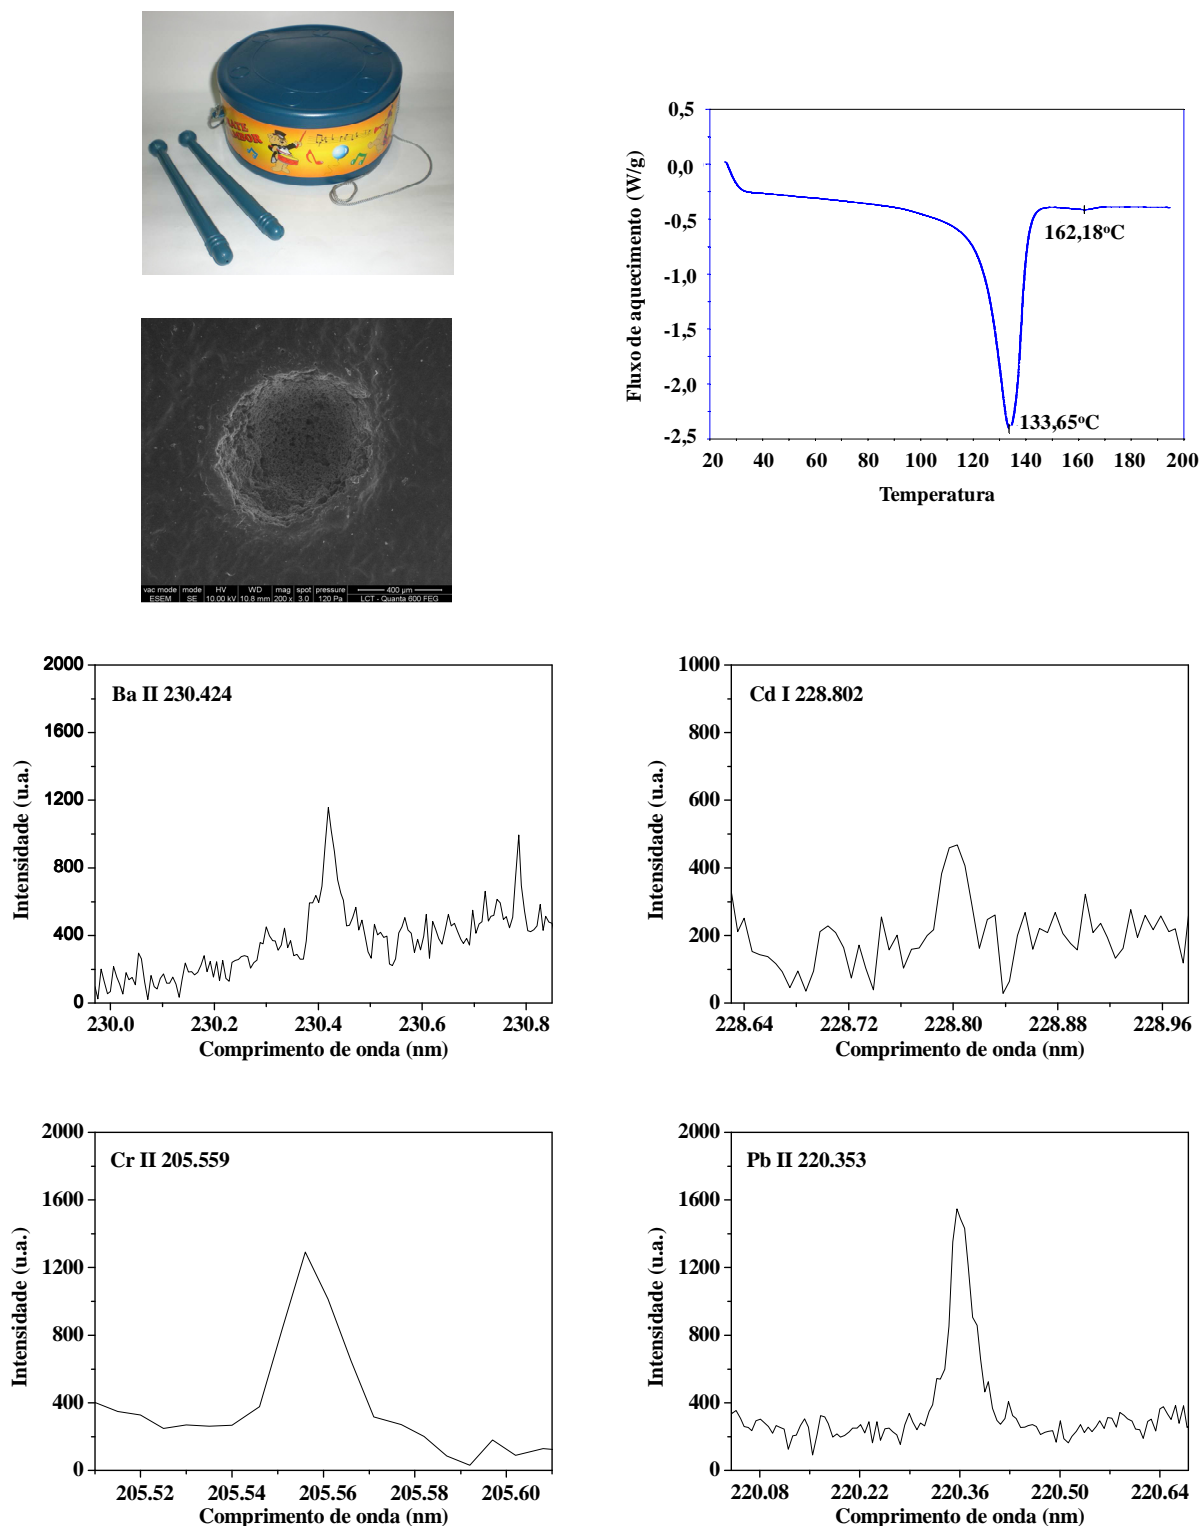 BATE
TAMBOR
0,5
0,0
-0,5
-1,0
-1,5
-2,0
-2,5
Fluxo de aquecimento (W/g)
162,18ºC
133,65ºC
20 40 60 80 100 120 140 160 180 200
Temperatura
vac mode mode HV WD mag spot pressure 400 µm
ESEM SE 10.00 kV 10.8 mm 200 x 3.0 120 Pa LCT - Quanta 600 FEG
2000
1600
1200
800
400
0
Intensidade (u.a.)
Ba II 230.424
230.0 230.2 230.4 230.6 230.8
Comprimento de onda (nm)
1000
800
600
400
200
0
Intensidade (u.a.)
Cd I 228.802
228.64 228.72 228.80 228.88 228.96
Comprimento de onda (nm)
2000
1600
1200
800
400
0
Intensidade (u.a.)
Cr II 205.559
205.52 205.54 205.56 205.58 205.60
Comprimento de onda (nm)
2000
1600
1200
800
400
0
Intensidade (u.a.)
Pb II 220.353
220.08 220.22 220.36 220.50 220.64
Comprimento de onda (nm)